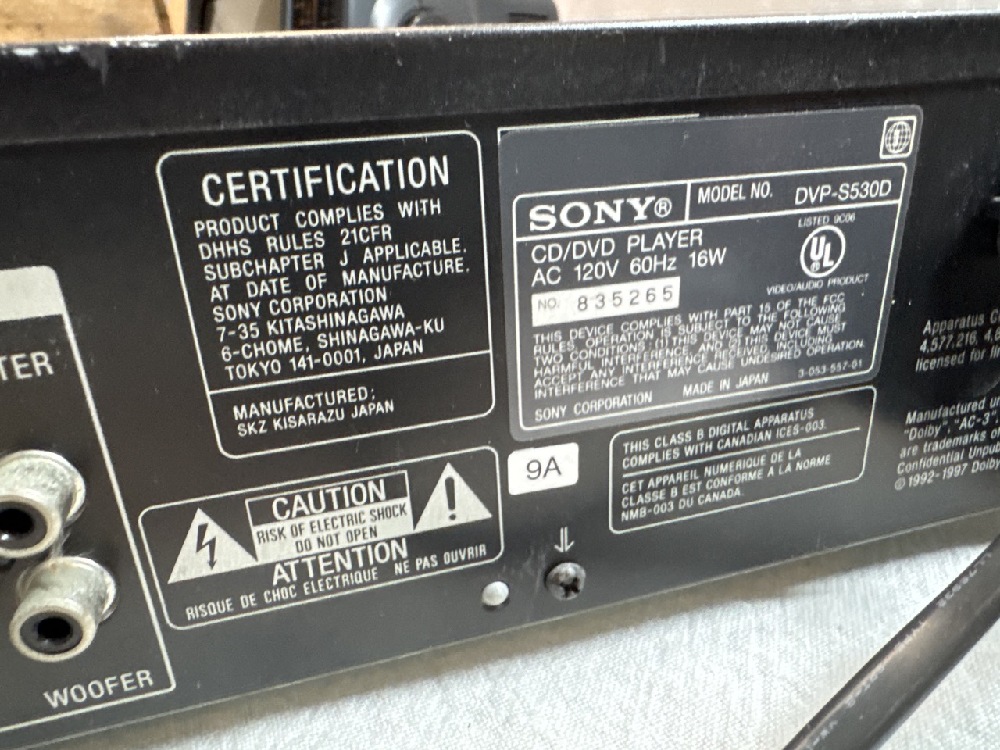 CERTIFICATION
PRODUCT COMPLIES WITH
DHHS RULES 21CFR
SUBCHAPTER J APPLICABLE.
AT DATE OF MANUFACTURE.
SONY CORPORATION
7-35 KITASHINAGAWA
6-CHOME, SHINAGAWA-KU
TOKYO 141-0001, JAPAN
MANUFACTURED:
SKZ KISARAZU JAPAN
SONY®
MODEL NO. DVP-S530D
CD/DVD PLAYER
AC 120V 60Hz 16W
LISTED 9C06
UL
®
VIDEO/AUDIO PRODUCT
NO. 835265
THIS DEVICE COMPLIES WITH PART 15 OF THE FCC
RULES. OPERATION IS SUBJECT TO THE FOLLOWING
TWO CONDITIONS: (1) THIS DEVICE MAY NOT CAUSE
HARMFUL INTERFERENCE, AND (2) THIS DEVICE MUST
ACCEPT ANY INTERFERENCE RECEIVED, INCLUDING
INTERFERENCE THAT MAY CAUSE UNDESIRED OPERATION.
3-053-557-01
SONY CORPORATION MADE IN JAPAN
9A
THIS CLASS B DIGITAL APPARATUS
COMPLIES WITH CANADIAN ICES-003.
CET APPAREIL NUMÉRIQUE DE LA
CLASSE B EST CONFORME À LA NORME
NMB-003 DU CANADA.
CAUTION
RISK OF ELECTRIC SHOCK
DO NOT OPEN
ATTENTION
RISQUE DE CHOC ELECTRIQUE NE PAS OUVRIR
TER
WOOFER
Apparatus
4,577,216,
licensed for
Manufactured
"Dolby", "AC-3"
are trademarks of
Confidential
©1992-1997 Dolby